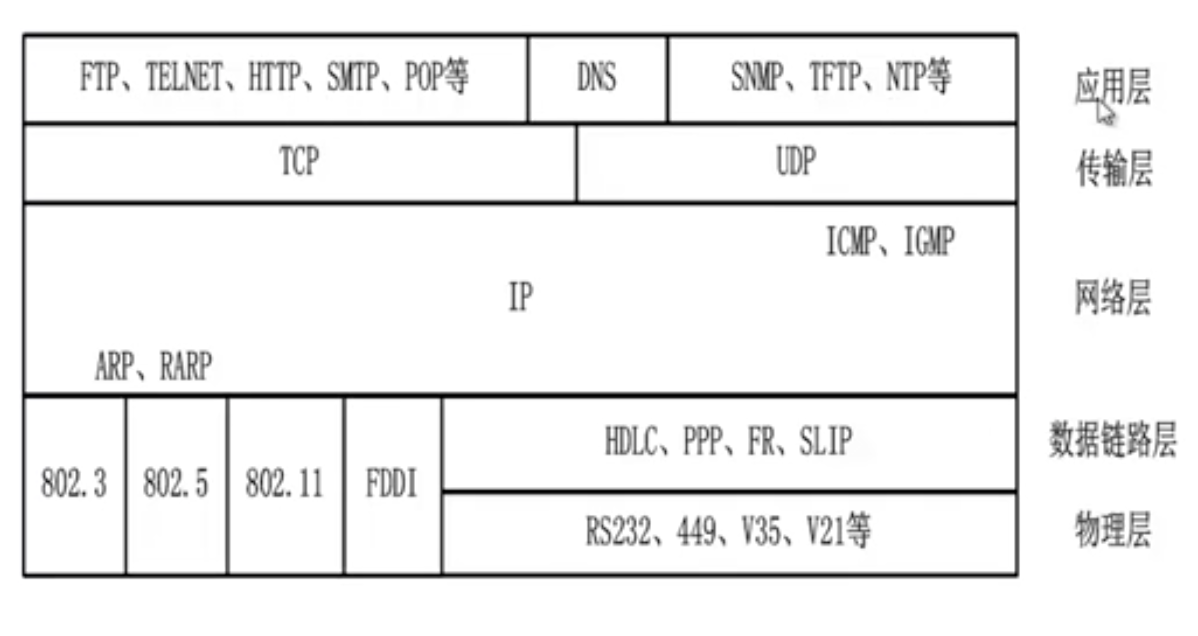 FTP、TELNET、HTTP、SMTP、POP等 DNS SNMP、TFTP、NTP等 应用层
TCP UDP 传输层
ICMP、IGMP
IP 网络层
ARP、RARP
HDLC、PPP、FR、SLIP 数据链路层
802.3 802.5 802.11 FDDI
RS232、449、V35、V21等 物理层